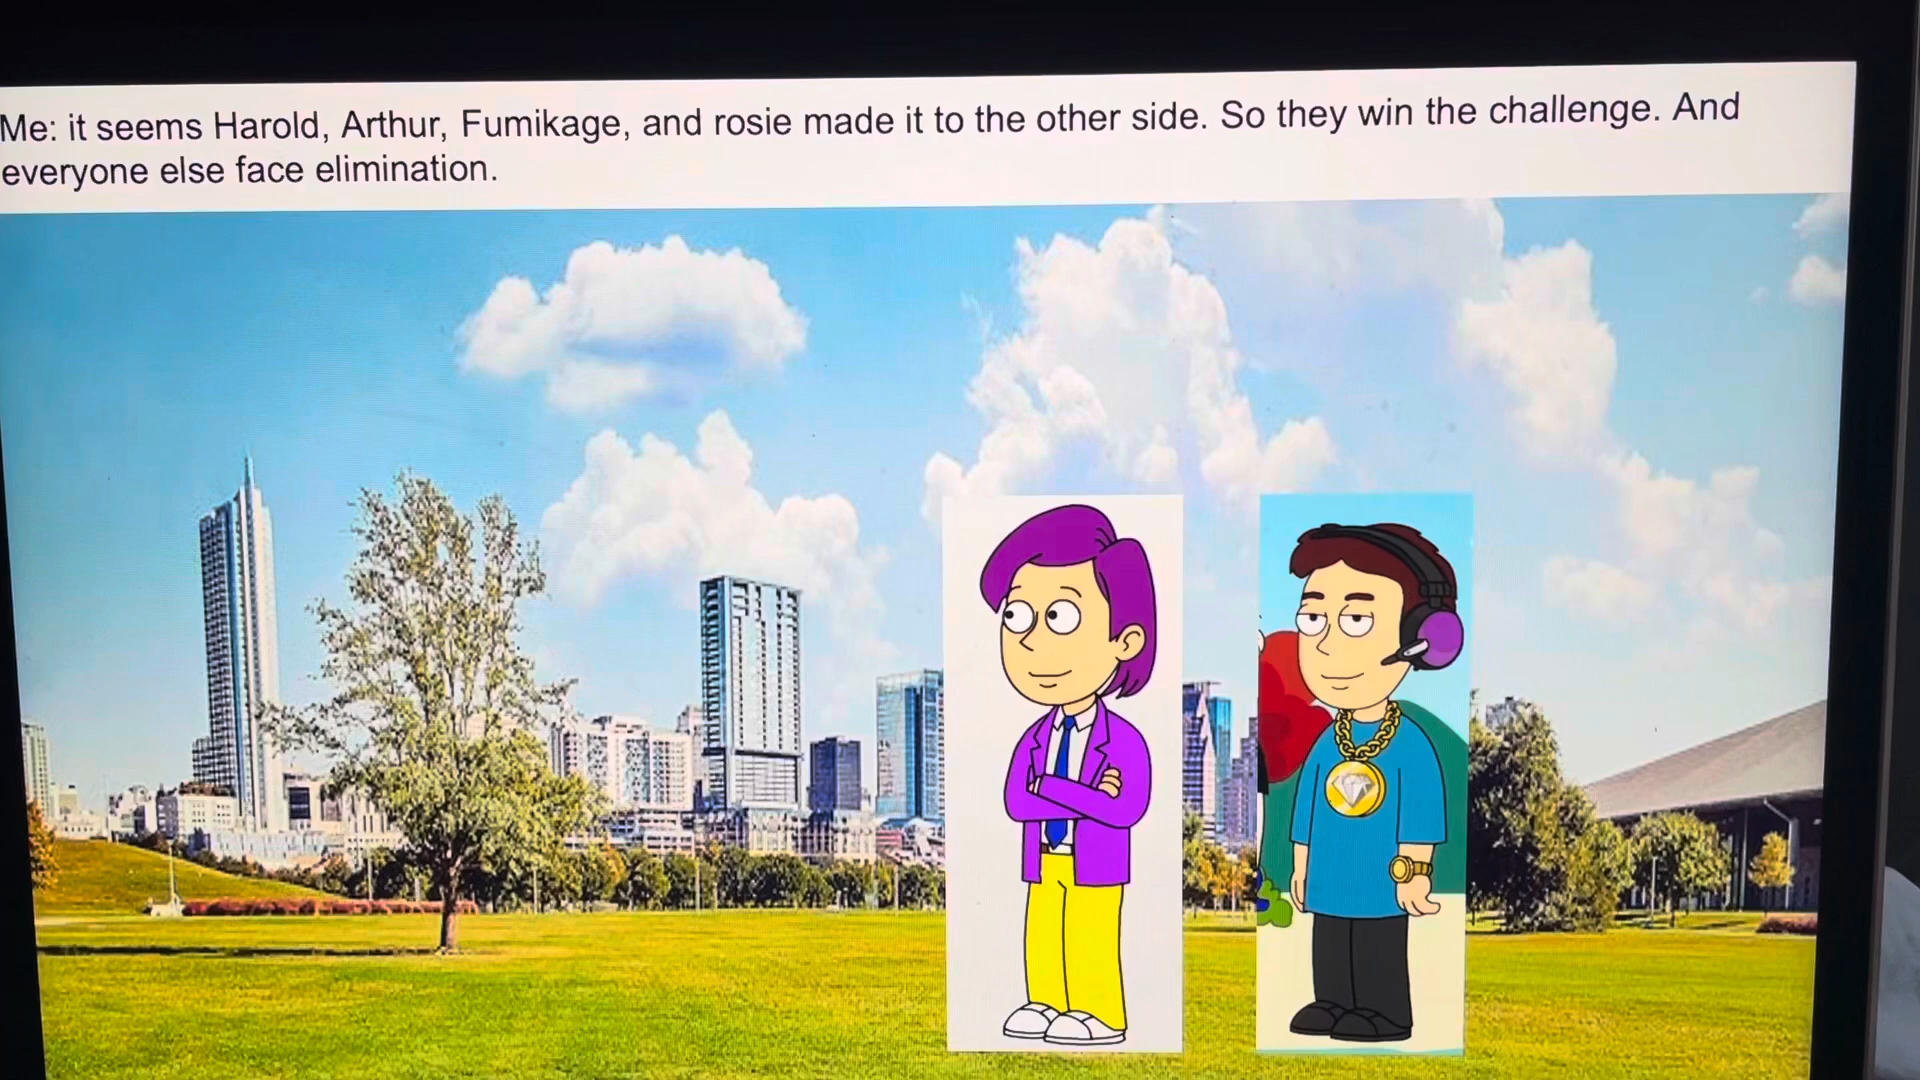 Me: it seems Harold, Arthur, Fumikage, and rosie made it to the other side. So they win the challenge. And
everyone else face elimination.